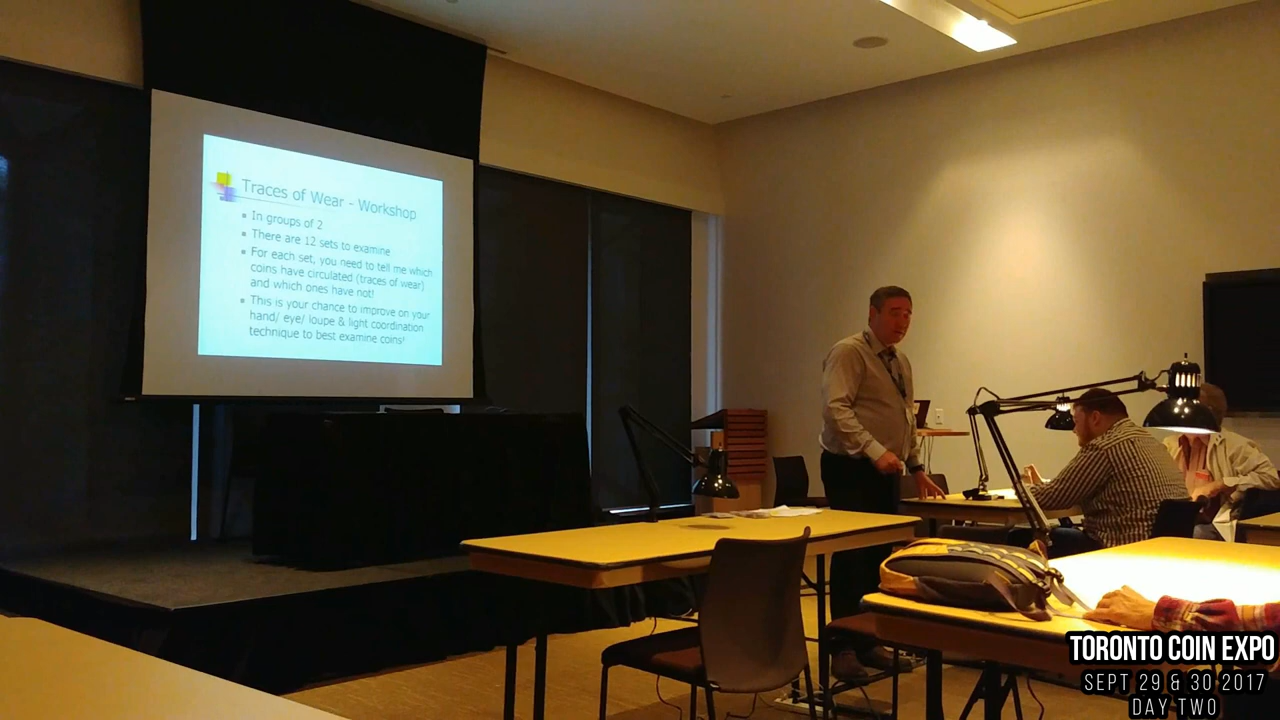 Traces of Wear - Workshop
In groups of 2
There are 12 sets to examine
For each set, you need to tell me which
coins have circulated (traces of wear)
and which ones have not!
This is your chance to improve on your
hand/ eye/ loupe & light coordination
technique to best examine coins!
TORONTO COIN EXPO
SEPT 29 & 30 2017
DAY TWO